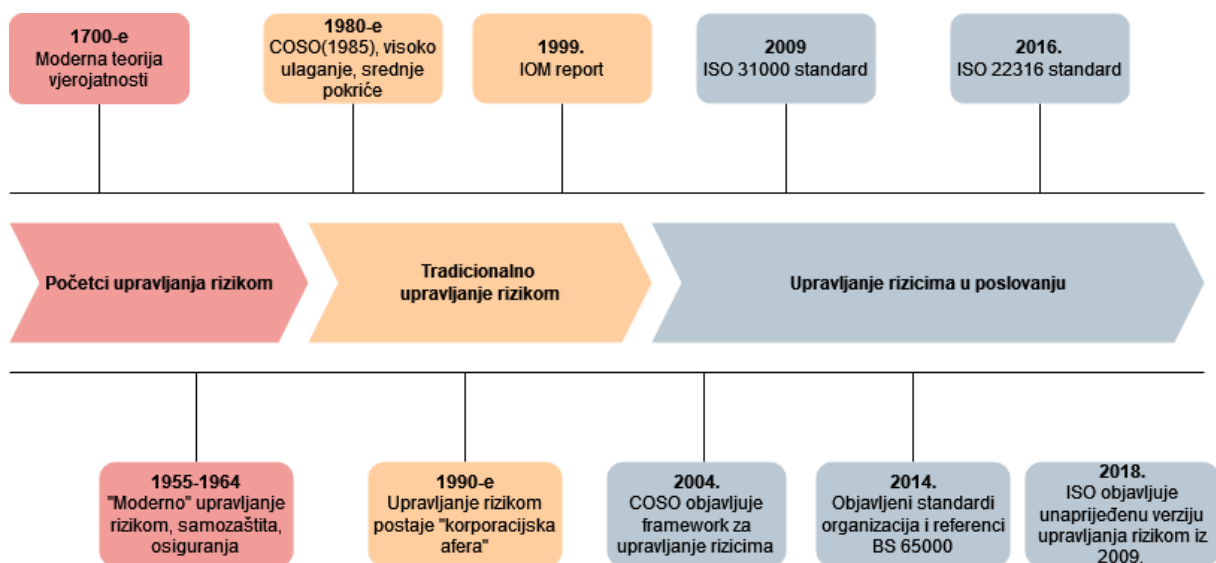 1700-e
Moderna teorija
vjerojatnosti
1980-e
COSO(1985), visoko
ulaganje, srednje
pokriće
1999.
IOM report
2009
ISO 31000 standard
2016.
ISO 22316 standard
Početci upravljanja rizikom
Tradicionalno
upravljanje rizikom
Upravljanje rizicima u poslovanju
1955-1964
"Moderno" upravljanje
rizikom, samozaštita,
osiguranja
1990-e
Upravljanje rizikom
postaje "korporacijska
afera"
2004.
COSO objavljuje
framework za
upravljanje rizicima
2014.
Objavljeni standardi
organizacija i referenci
BS 65000
2018.
ISO objavljuje
unaprijeđenu verziju
upravljanja rizikom iz
2009.